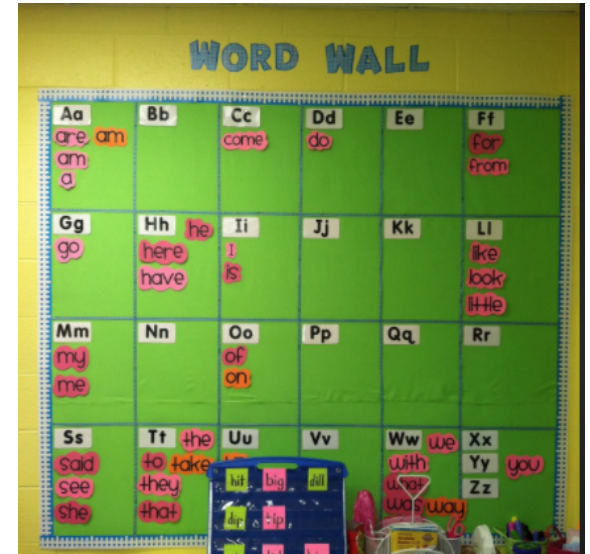 WORD WALL
Aa Bb Cc Dd Ee Ff
are am come do for
am from
a
Gg Hh he Ii Jj Kk Ll
go here I like
have is look
little
Mm Nn Oo Pp Qq Rr
my of
me on
Ss Tt the Uu Vv Ww we Xx
said to take with Yy you
see they what Zz
she that was way
hit big dill
dip